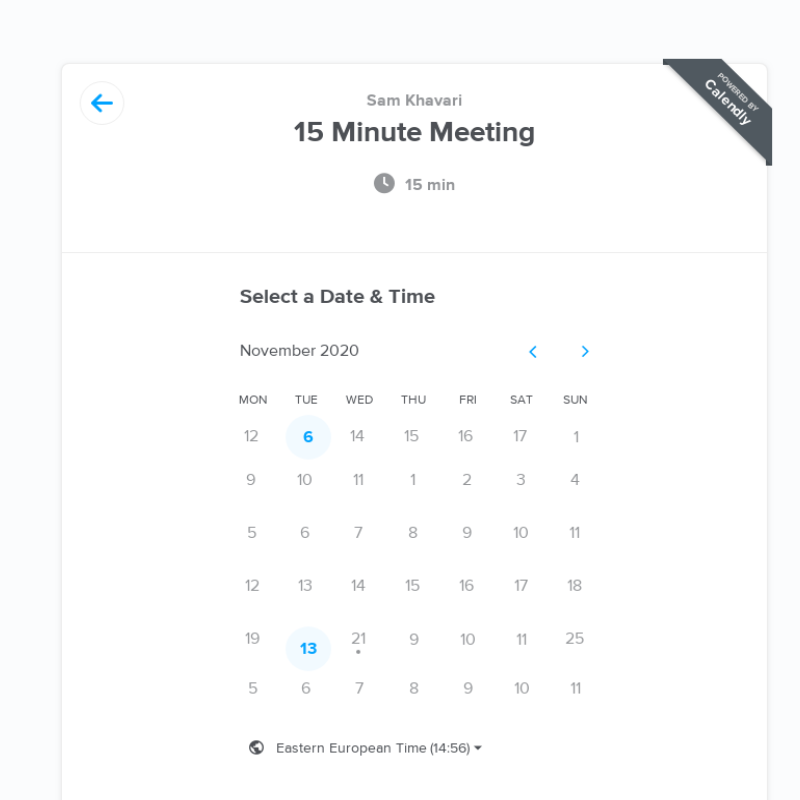 POWERED BY
Calendly
Sam Khavari
15 Minute Meeting
15 min
Select a Date & Time
November 2020
MON TUE WED THU FRI SAT SUN
12 6 14 15 16 17 1
9 10 11 1 2 3 4
5 6 7 8 9 10 11
12 13 14 15 16 17 18
19 13 21 9 10 11 25
5 6 7 8 9 10 11
Eastern European Time (14:56)